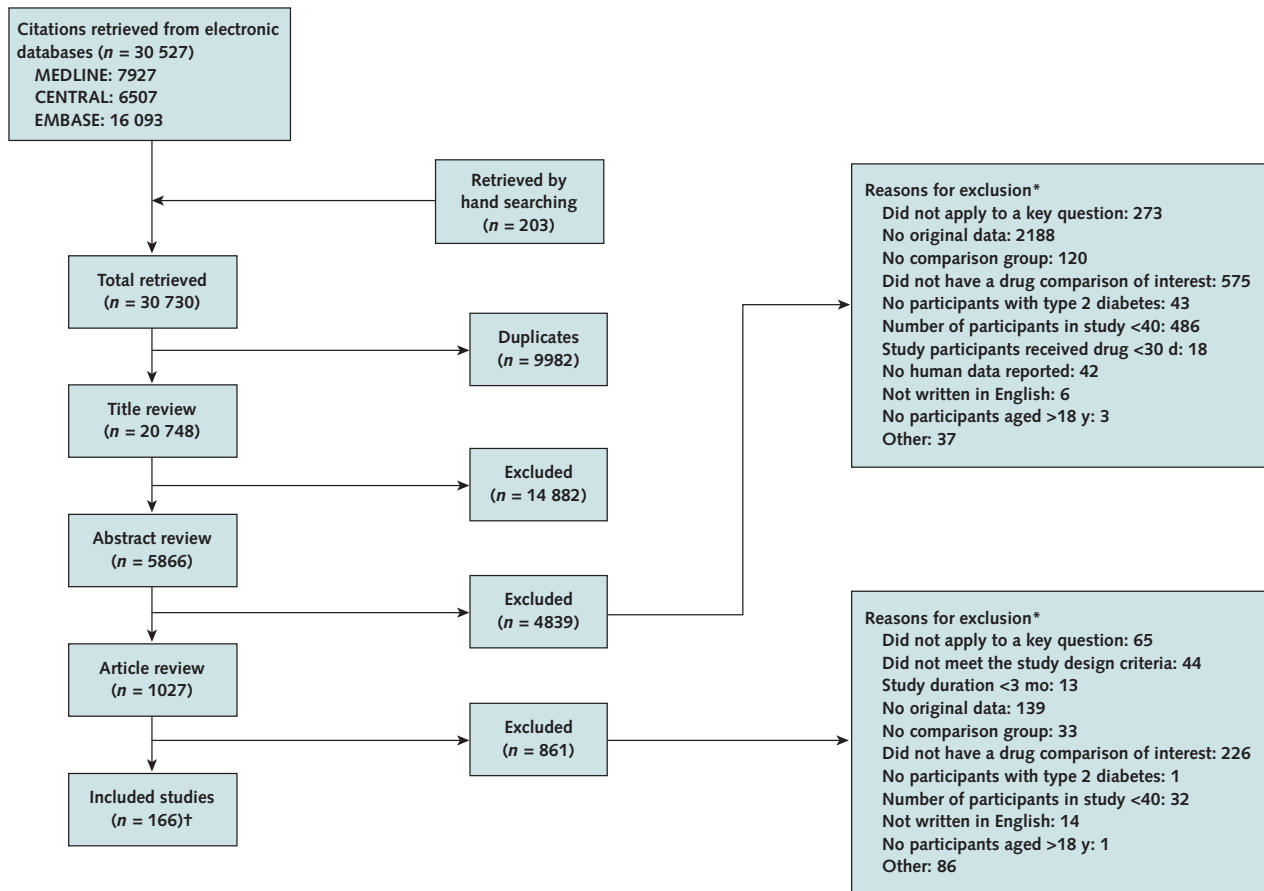 Citations retrieved from electronic
databases (n = 30 527)
MEDLINE: 7927
CENTRAL: 6507
EMBASE: 16 093
Retrieved by
hand searching
(n = 203)
Total retrieved
(n = 30 730)
Duplicates
(n = 9982)
Title review
(n = 20 748)
Excluded
(n = 14 882)
Abstract review
(n = 5866)
Excluded
(n = 4839)
Reasons for exclusion*
Did not apply to a key question: 273
No original data: 2188
No comparison group: 120
Did not have a drug comparison of interest: 575
No participants with type 2 diabetes: 43
Number of participants in study <40: 486
Study participants received drug <30 d: 18
No human data reported: 42
Not written in English: 6
No participants aged >18 y: 3
Other: 37
Article review
(n = 1027)
Excluded
(n = 861)
Reasons for exclusion*
Did not apply to a key question: 65
Did not meet the study design criteria: 44
Study duration <3 mo: 13
No original data: 139
No comparison group: 33
Did not have a drug comparison of interest: 226
No participants with type 2 diabetes: 1
Number of participants in study <40: 32
Not written in English: 14
No participants aged >18 y: 1
Other: 86
Included studies
(n = 166)†